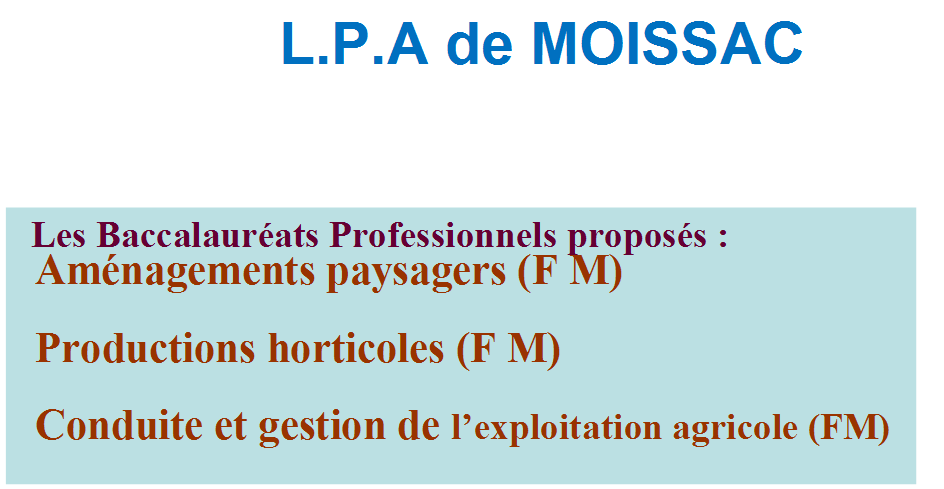 L.P.A de MOISSAC
Les Baccalauréats Professionnels proposés :
Aménagements paysagers (F M)
Productions horticoles (F M)
Conduite et gestion de l’exploitation agricole (FM)